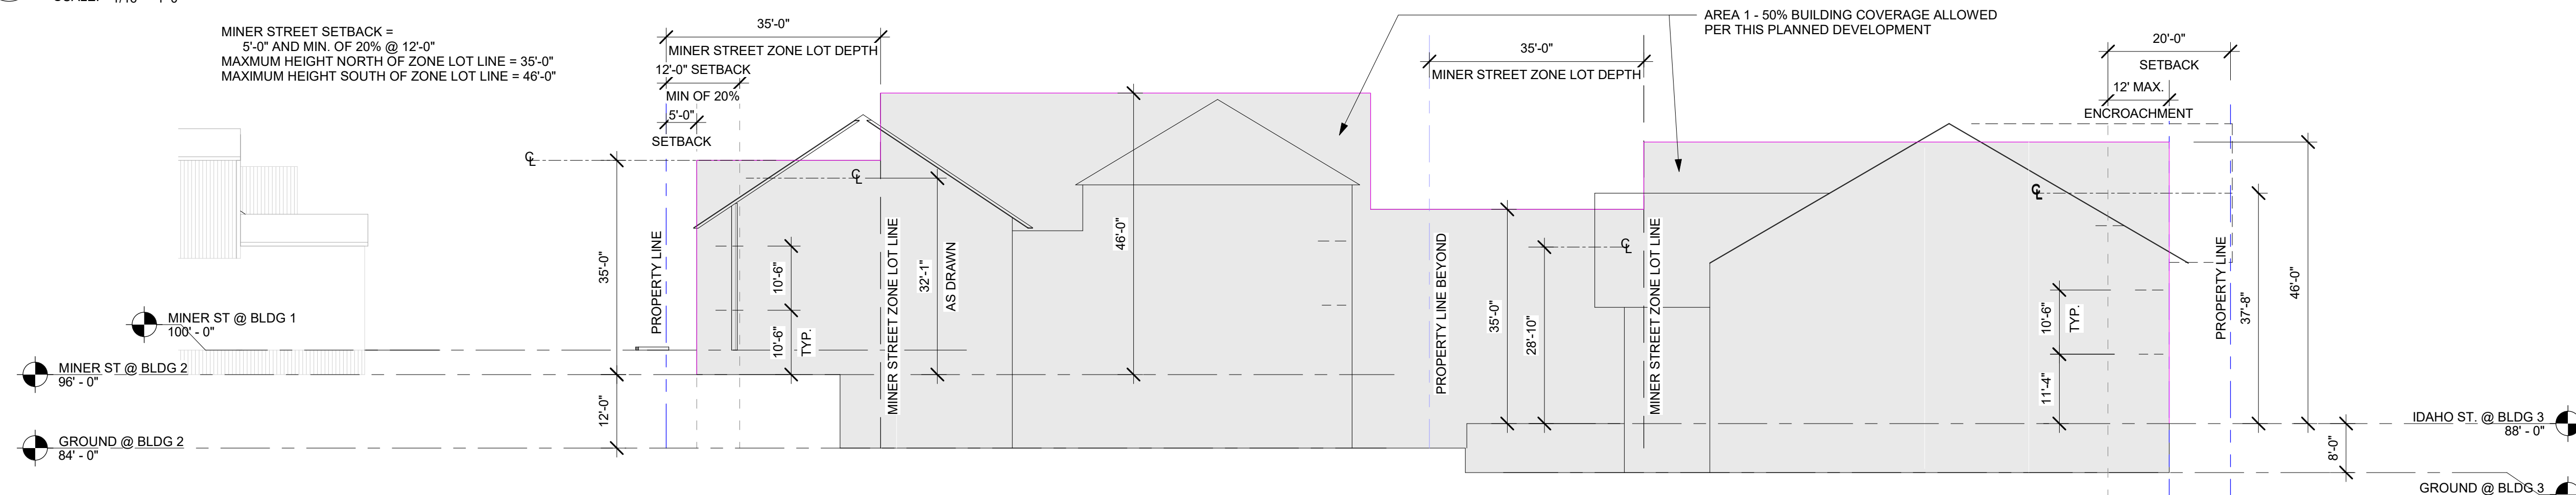 MINER STREET SETBACK =
5'-0" AND MIN. OF 20% @ 12'-0"
MAXMUM HEIGHT NORTH OF ZONE LOT LINE = 35'-0"
MAXIMUM HEIGHT SOUTH OF ZONE LOT LINE = 46'-0"
35'-0"
MINER STREET ZONE LOT DEPTH
12'-0" SETBACK
MIN OF 20%
5'-0"
SETBACK
35'-0"
MINER STREET ZONE LOT DEPTH
AREA 1 - 50% BUILDING COVERAGE ALLOWED
PER THIS PLANNED DEVELOPMENT
20'-0"
SETBACK
12' MAX.
ENCROACHMENT
CL
CL
CL
CL
MINER ST @ BLDG 1
100' - 0"
MINER ST @ BLDG 2
96' - 0"
GROUND @ BLDG 2
84' - 0"
35'-0"
12'-0"
PROPERTY LINE
10'-6"
10'-6"
TYP.
MINER STREET ZONE LOT LINE
32'-1"
AS DRAWN
46'-0"
PROPERTY LINE BEYOND
35'-0"
28'-10"
MINER STREET ZONE LOT LINE
10'-6"
TYP.
11'-4"
PROPERTY LINE
37'-8"
46'-0"
8'-0"
IDAHO ST. @ BLDG 3
88' - 0"
GROUND @ BLDG 3